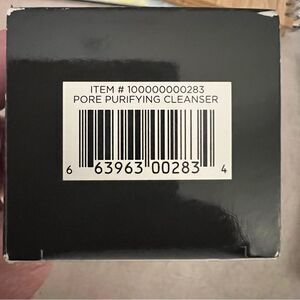 ITEM # 100000000283
PORE PURIFYING CLEANSER
6 63963 00283 4